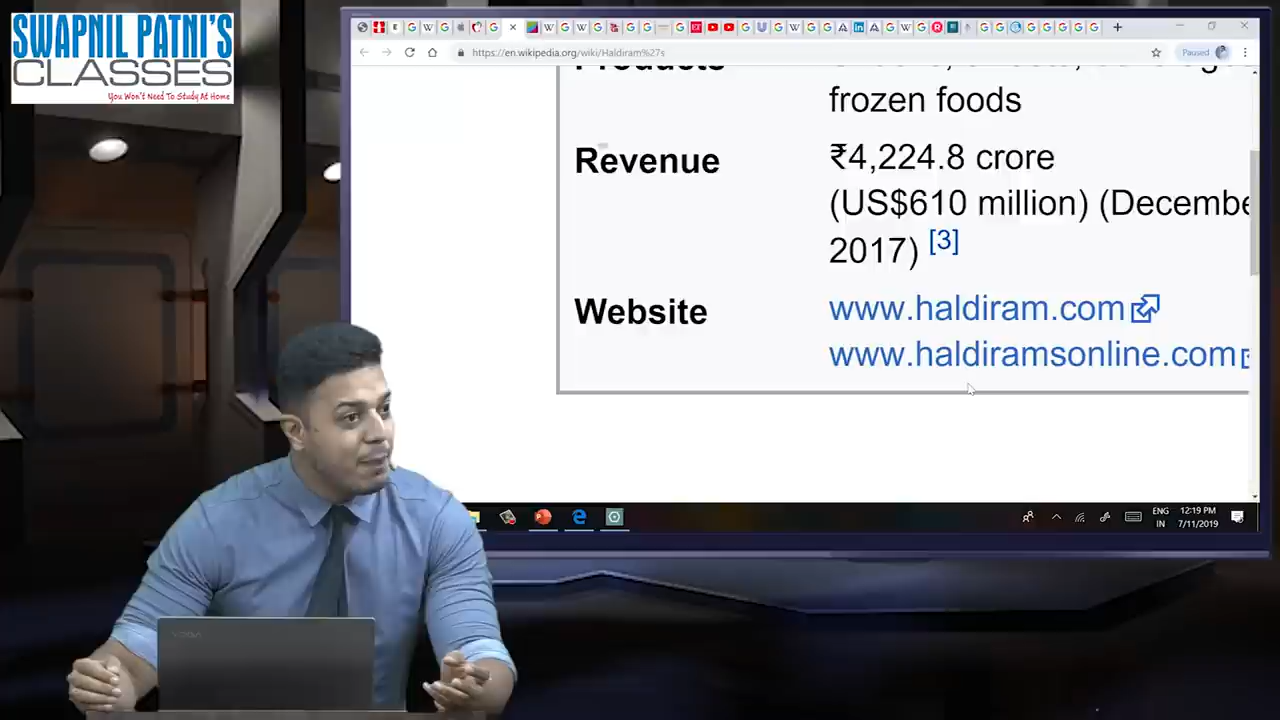 SWAPNIL PATNI'S
CLASSES
You Won't Need To Study At Home
https://en.wikipedia.org/wiki/Haldiram%27s
Paused
Products
frozen foods
Revenue
₹4,224.8 crore
(US$610 million) (Decembe
2017) [3]
Website
www.haldiram.com
www.haldiramsonline.com
ENG
IN
12:19 PM
7/11/2019
YOGA